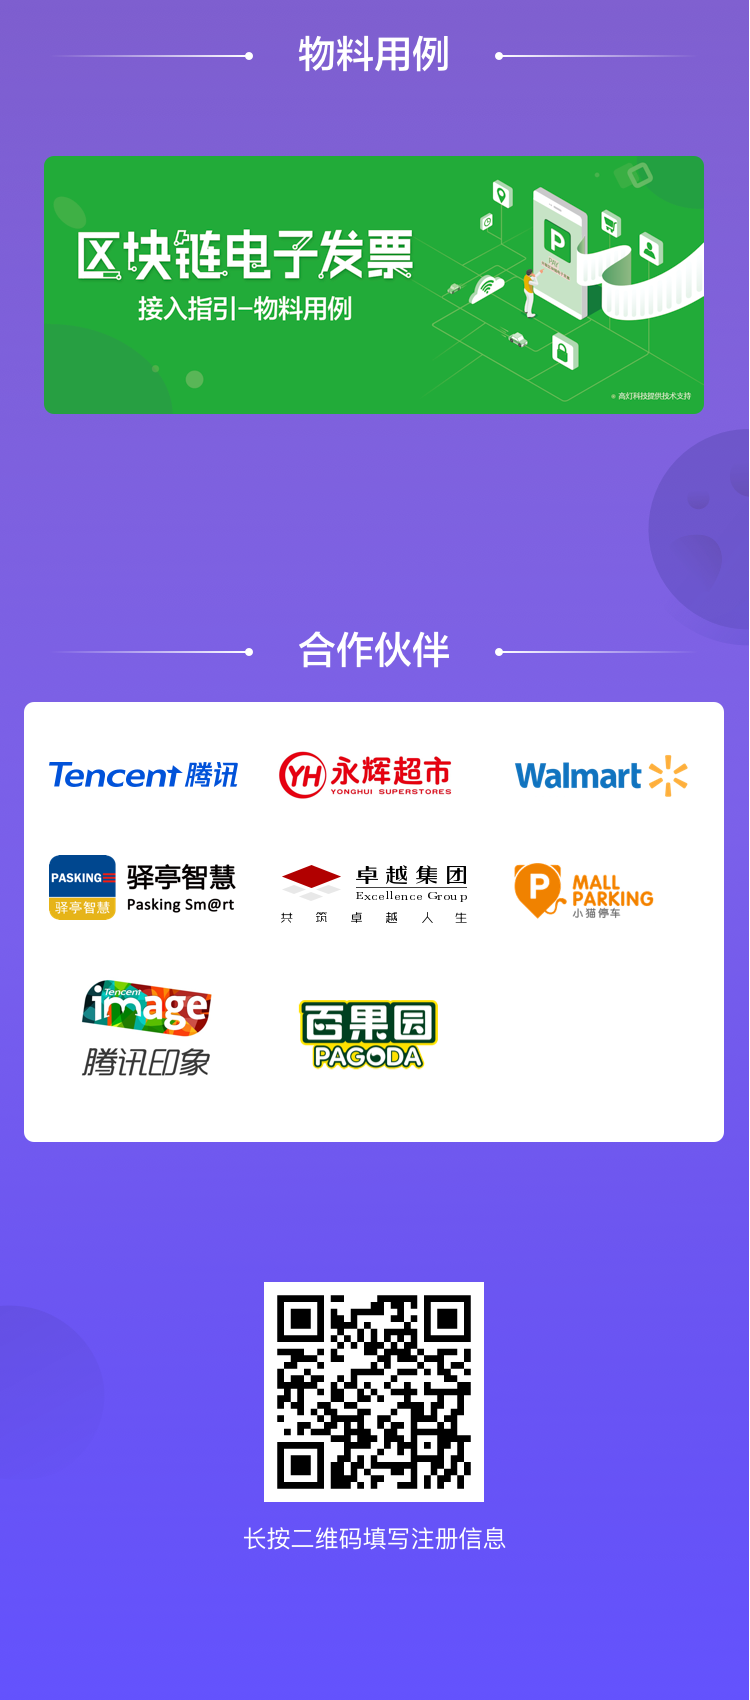 物料用例
区块链电子发票
接入指引-物料用例
P
PAY
高灯科技提供技术支持
合作伙伴
Tencent 腾讯
YH 永辉超市
YONGHUI SUPERSTORES
Walmart
PASKING
驿亭智慧
驿亭智慧
Pasking Sm@rt
卓越集团
Excellence Group
共筑卓越人生
P MALL
PARKING
小猫停车
Tencent
image
腾讯印象
百果园
PAGODA
长按二维码填写注册信息